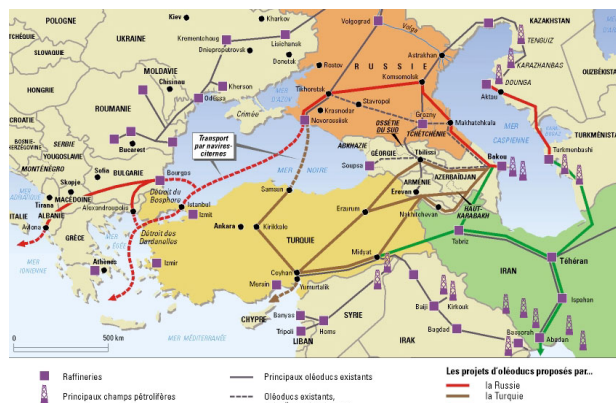 POLOGNE
Kiev
Kharkov
Volgograd
Volga
KAZAKHSTAN
SLOVAQUIE
UKRAINE
Krementchoug
Lisichansk
Dniepropetrovsk
Donetsk
Astrakhan
TENGUIZ
HONGRIE
MOLDAVIE
Chisinau
Rostov
RUSSIE
KARAZHANBAS
Kherson
Odessa
Tikhoretsk
Komsomolsk
DOUNGA
OUZBÉKISTAN
ROUMANIE
Crimée
Krasnodar
Stavropol
Aktau
CROATIE
Novorossisk
Grozny
BOSNIE-
HERZÉGOVINE
SERBIE
Bucarest
Transport
par navires-
citernes
OSSÉTIE
DU SUD
TCHÉTCHÉNIE
Makhatchkala
MER
CASPIENNE
YOUGOSLAVIE
ABKHAZIE
TURKMÉNISTAN
MONTÉNÉGRO
Sofia
BULGARIE
Bourgas
MER NOIRE
GÉORGIE
Soupsa
Tbilissi
Turkmunbashi
Skopje
Détroit du
Bosphore
Samsun
ARMÉNIE
AZERBAÏDJAN
Bakou
Tirana
MACÉDOINE
Alexandroupolis
Istanbul
Izmit
Erevan
ITALIE
ALBANIE
Ankara
Kirikkale
Erzurum
Nakhitchevan
HAUT-
KARABAKH
GRÈCE
Détroit des
Dardanelles
TURQUIE
Tabriz
Téhéran
MER
IONIENNE
Athènes
Izmir
Midyat
IRAN
Ceyhan
Mersin
Yumurtalik
Ispahan
CHYPRE
Banyas
SYRIE
Baiji
Kirkouk
MER MÉDITERRANÉE
Tripoli
Homs
LIBAN
IRAK
Bagdad
Bassorah
Abadan
0
500 km
Raffineries
Principaux oléoducs existants
Les projets d'oléoducs proposés par...
la Russie
Principaux champs pétrolifères
Oléoducs existants,
la Turquie